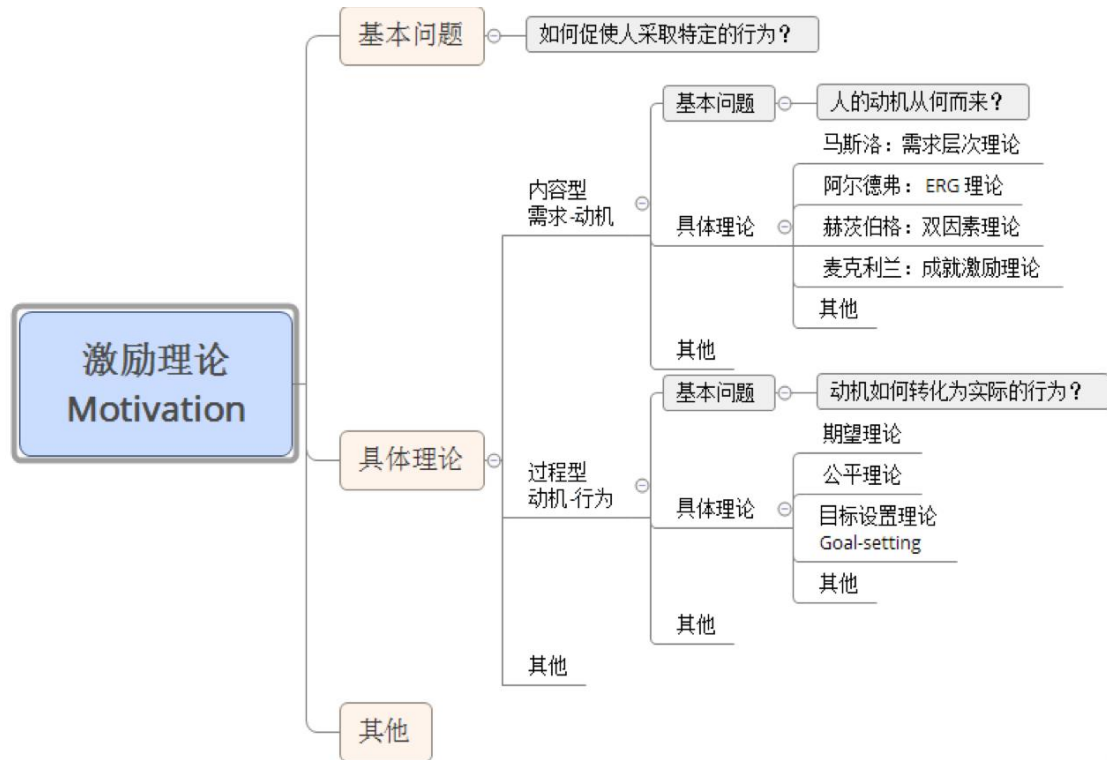 基本问题
如何促使人采取特定的行为？
基本问题
人的动机从何而来？
马斯洛：需求层次理论
内容型
需求-动机
阿尔德弗：ERG 理论
具体理论
赫茨伯格：双因素理论
麦克利兰：成就激励理论
其他
其他
激励理论
Motivation
基本问题
动机如何转化为实际的行为？
具体理论
过程型
动机-行为
期望理论
公平理论
具体理论
目标设置理论
Goal-setting
其他
其他
其他
其他